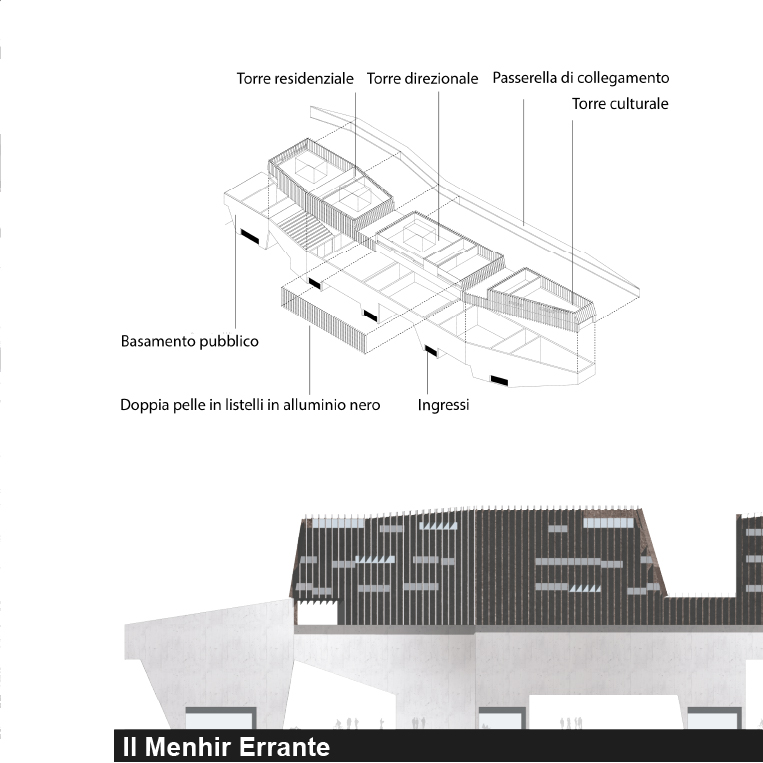 Torre residenziale
Torre direzionale
Passerella di collegamento
Torre culturale
Basamento pubblico
Doppia pelle in listelli in alluminio nero
Ingressi
Il Menhir Errante